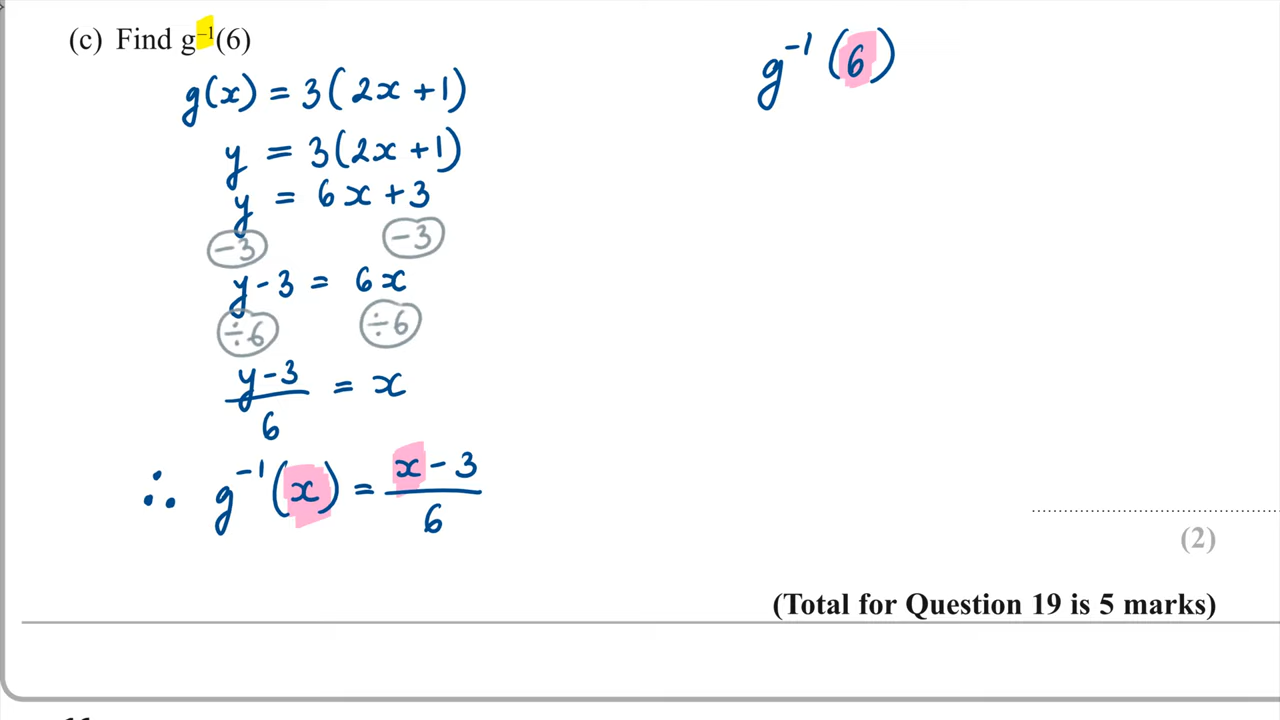 (c) Find g⁻¹(6)
g⁻¹(6)
g(x) = 3(2x + 1)
y = 3(2x + 1)
y = 6x + 3
−3 −3
y − 3 = 6x
÷6 ÷6
y − 3 / 6 = x
∴ g⁻¹(x) = x − 3 / 6
(2)
(Total for Question 19 is 5 marks)